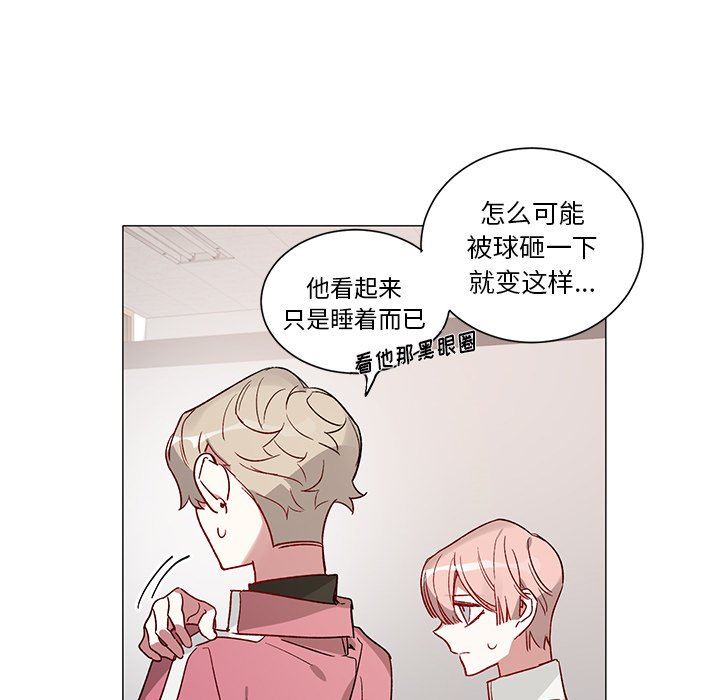 怎么可能
被球砸一下
就变这样…
他看起来
只是睡着而已
看他那黑眼圈